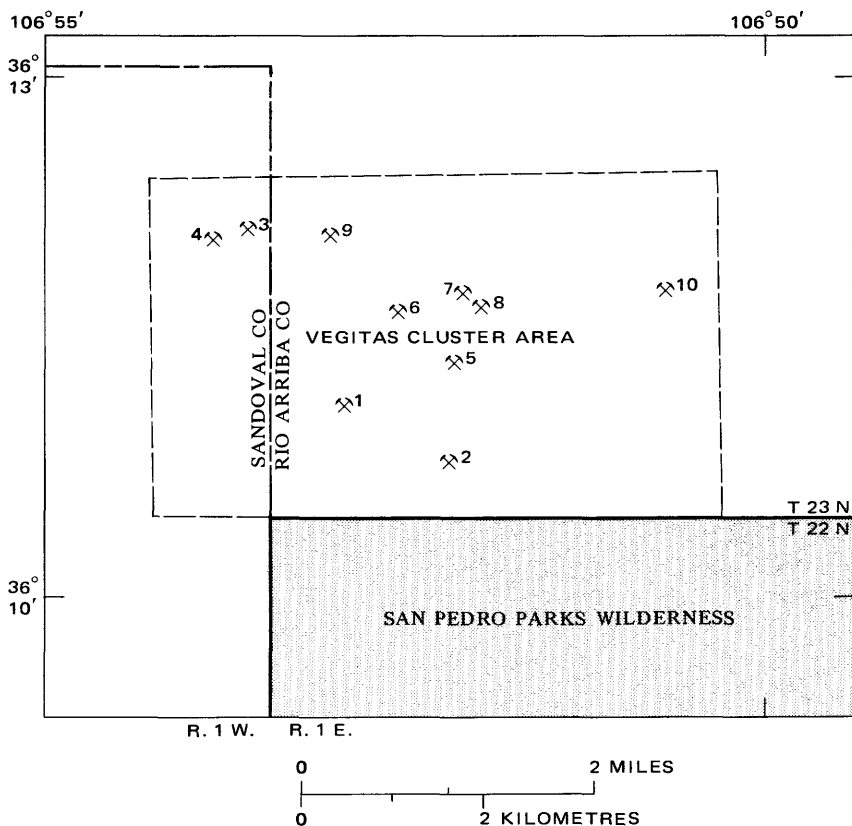 106°55′
106°50′
36°
13′
4
3
9
7
8
10
6
VEGITAS CLUSTER AREA
5
SANDOVAL CO
RIO ARRIBA CO
1
2
T 23 N
T 22 N
36°
10′
SAN PEDRO PARKS WILDERNESS
R. 1 W.
R. 1 E.
0
2 MILES
0
2 KILOMETRES